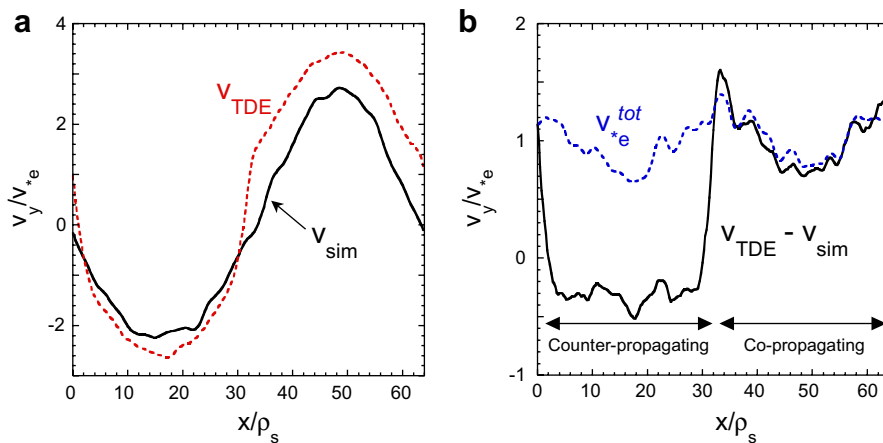 a
4
2
0
-2
v_y/v_*e
v_TDE
v_sim
0 10 20 30 40 50 60
x/ρ_s
b
2
1
0
-1
v_y/v_*e
v_*e^tot
v_TDE - v_sim
Counter-propagating
Co-propagating
0 10 20 30 40 50 60
x/ρ_s